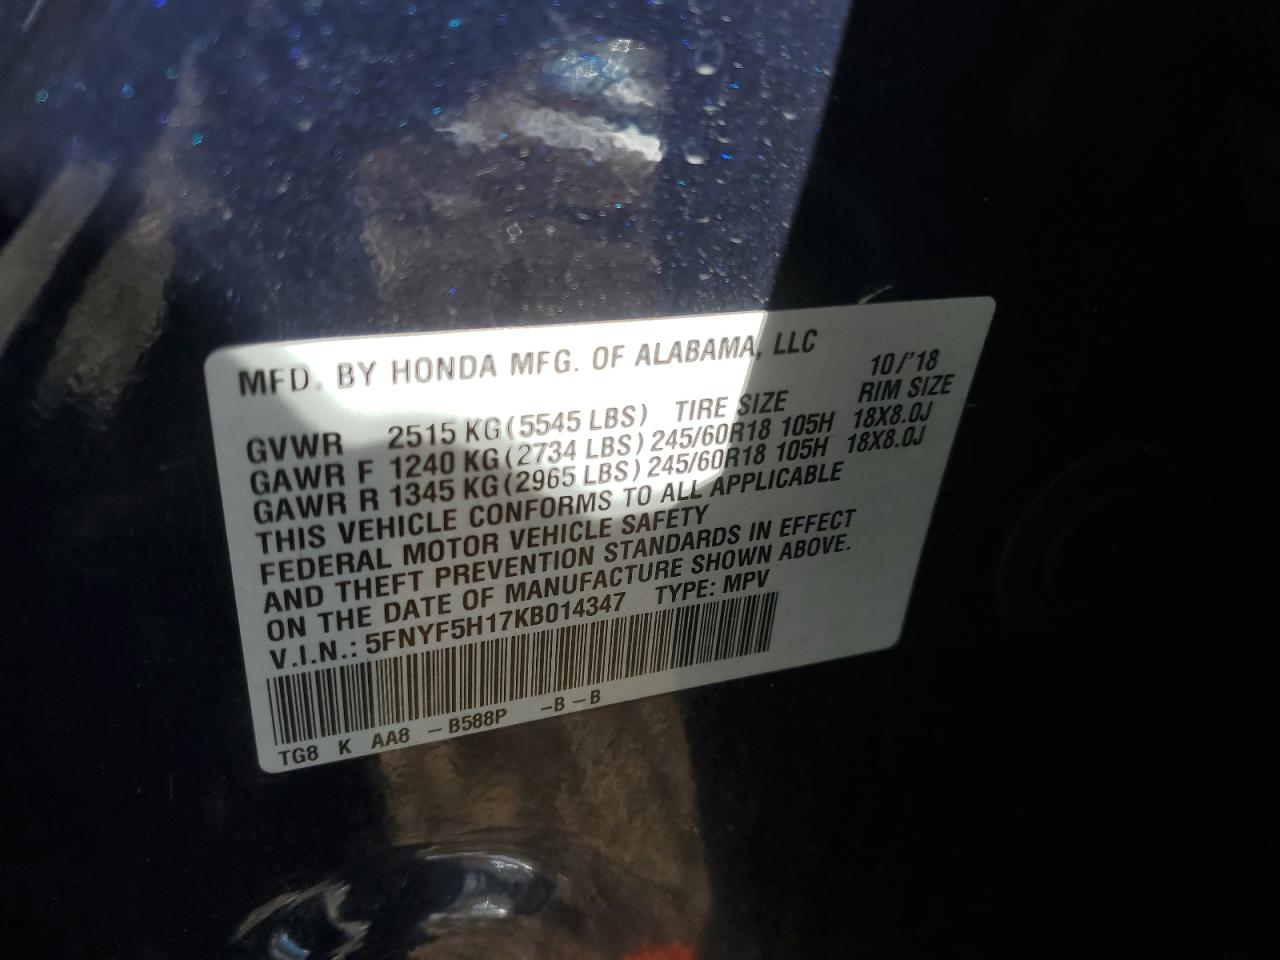 MFD. BY HONDA MFG. OF ALABAMA, LLC 10/'18
GVWR 2515 KG (5545 LBS) TIRE SIZE RIM SIZE
GAWR F 1240 KG (2734 LBS) 245/60R18 105H 18X8.0J
GAWR R 1345 KG (2965 LBS) 245/60R18 105H 18X8.0J
THIS VEHICLE CONFORMS TO ALL APPLICABLE
FEDERAL MOTOR VEHICLE SAFETY
AND THEFT PREVENTION STANDARDS IN EFFECT
ON THE DATE OF MANUFACTURE SHOWN ABOVE.
V.I.N.: 5FNYF5H17KB014347 TYPE: MPV
TG8 K AA8 - B588P - B - B